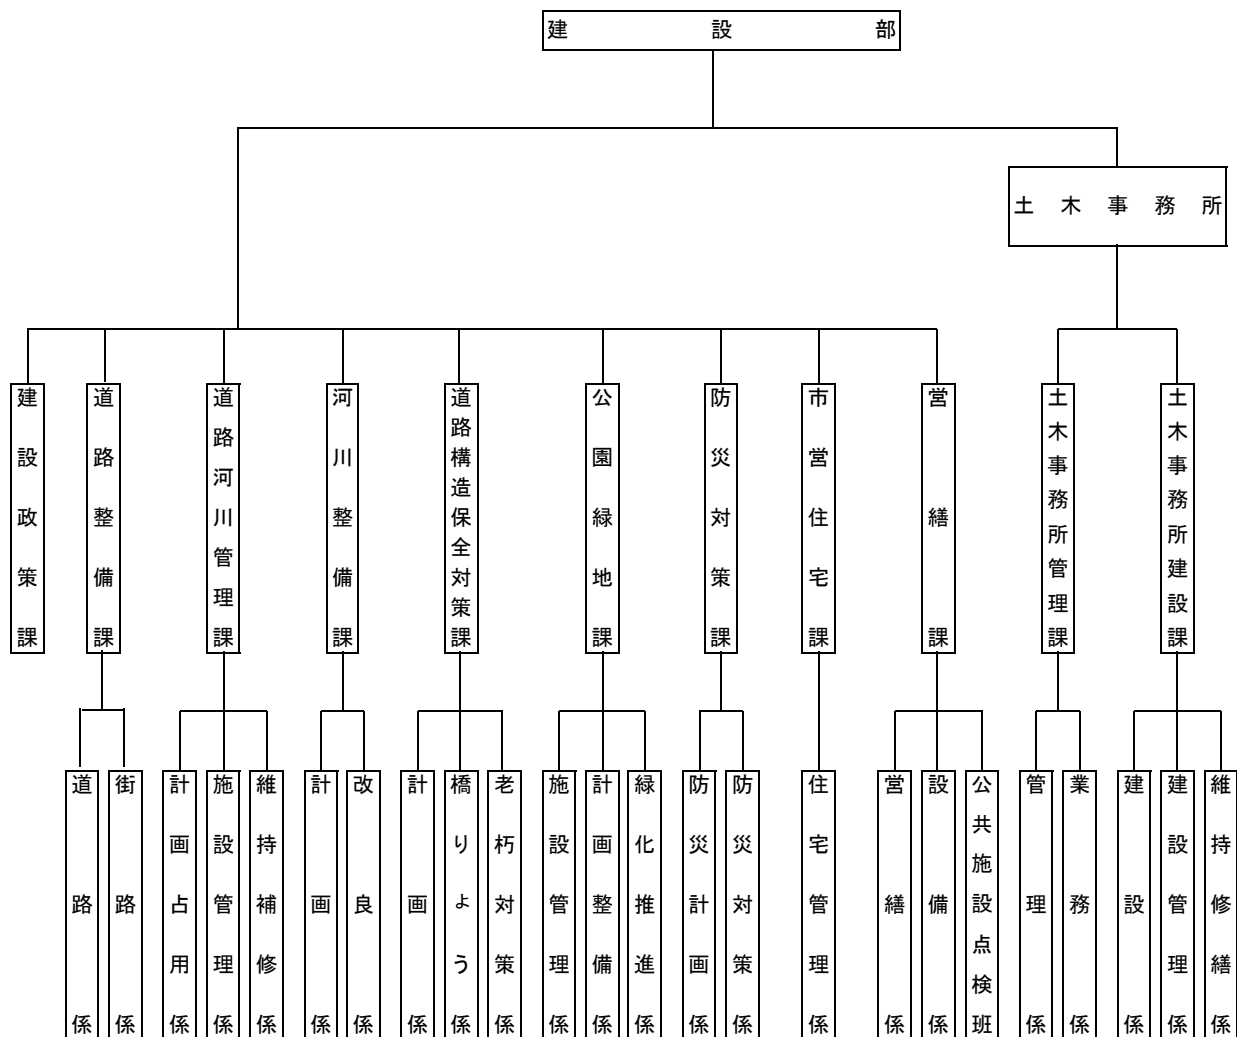 建設部
土木事務所
建設政策課
道路整備課
道路河川管理課
河川整備課
道路構造保全対策課
公園緑地課
防災対策課
市営住宅課
営繕課
土木事務所管理課
土木事務所建設課
道路係
街路係
計画占用係
施設管理係
維持補修係
計画係
改良係
計画係
橋りょう係
老朽対策係
施設管理係
計画整備係
緑化推進係
防災計画係
防災対策係
住宅管理係
営繕係
設備係
公共施設点検班
管理係
業務係
建設係
建設管理係
維持修繕係